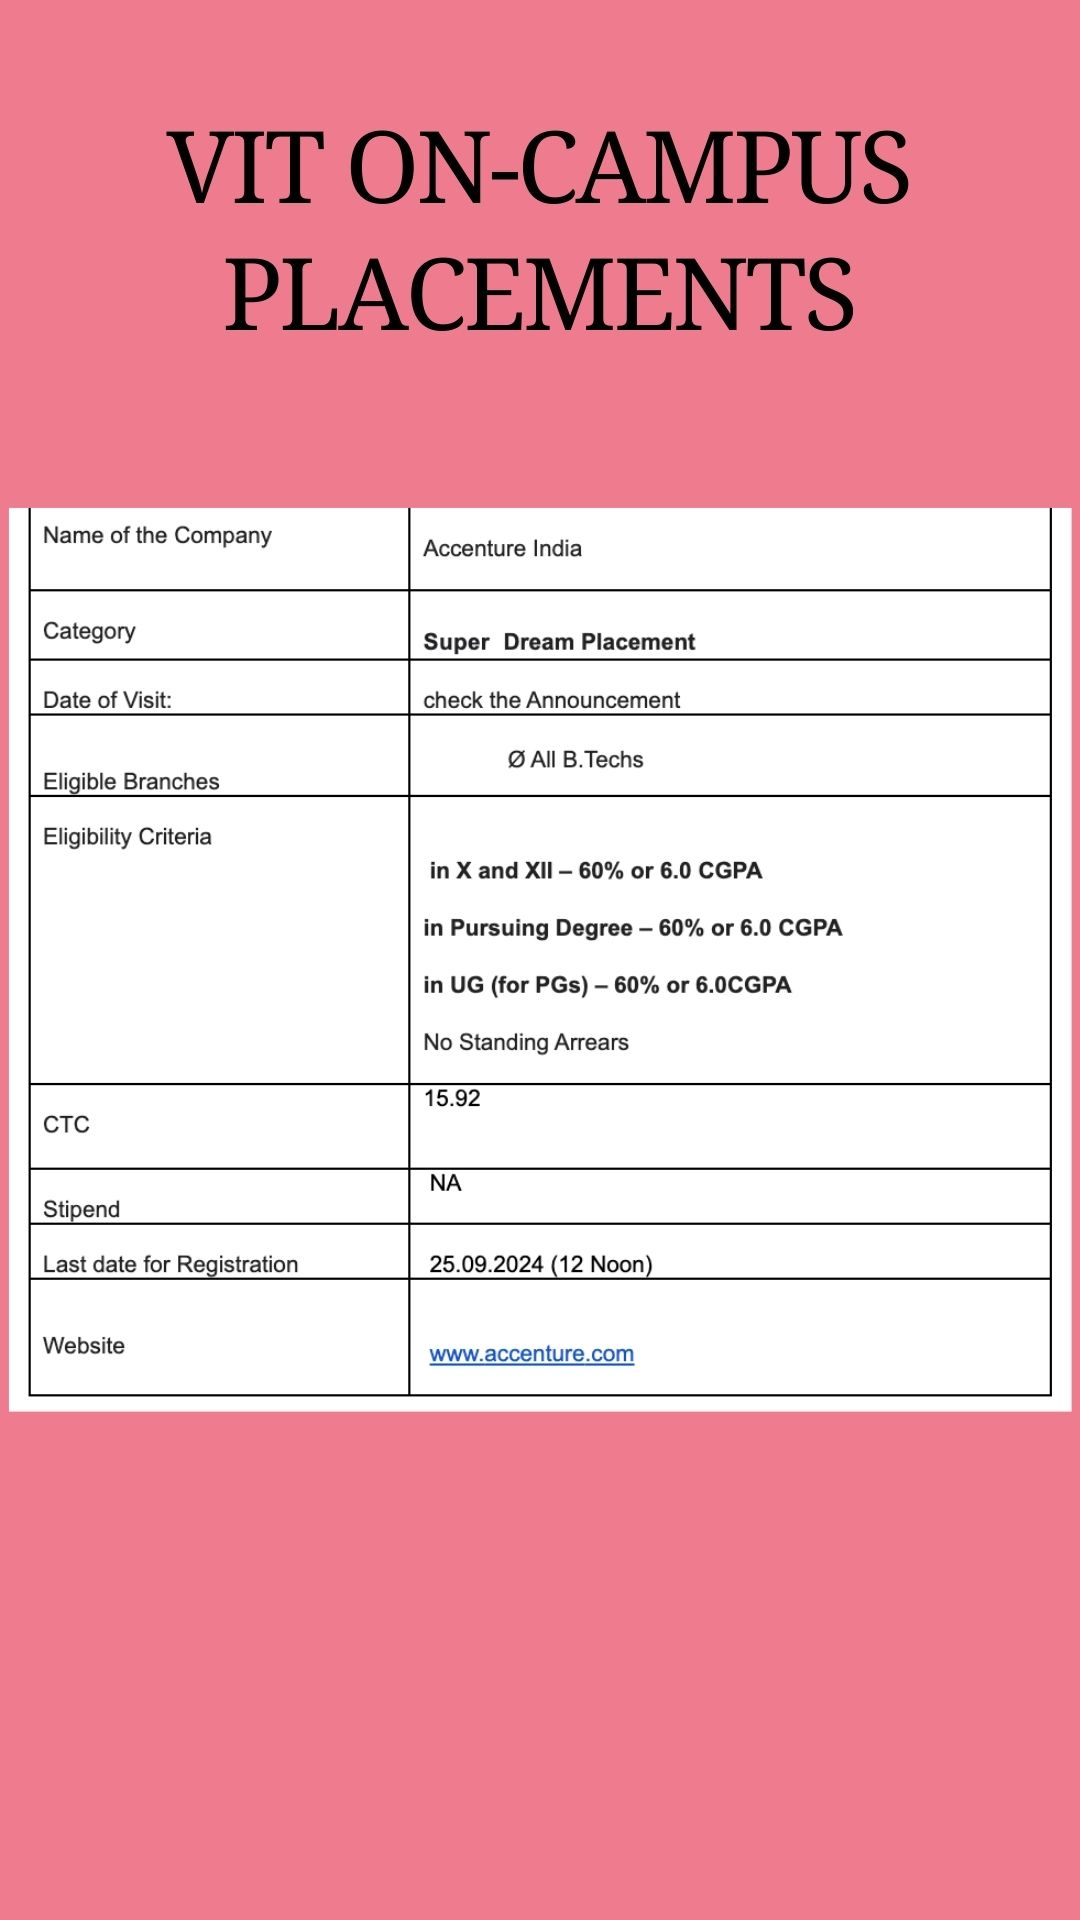 VIT ON-CAMPUS
PLACEMENTS
Name of the Company
Accenture India
Category
Super  Dream Placement
Date of Visit:
check the Announcement
Eligible Branches
Ø All B.Techs
Eligibility Criteria
in X and XII – 60% or 6.0 CGPA
in Pursuing Degree – 60% or 6.0 CGPA
in UG (for PGs) – 60% or 6.0CGPA
No Standing Arrears
CTC
15.92
Stipend
NA
Last date for Registration
25.09.2024 (12 Noon)
Website
www.accenture.com